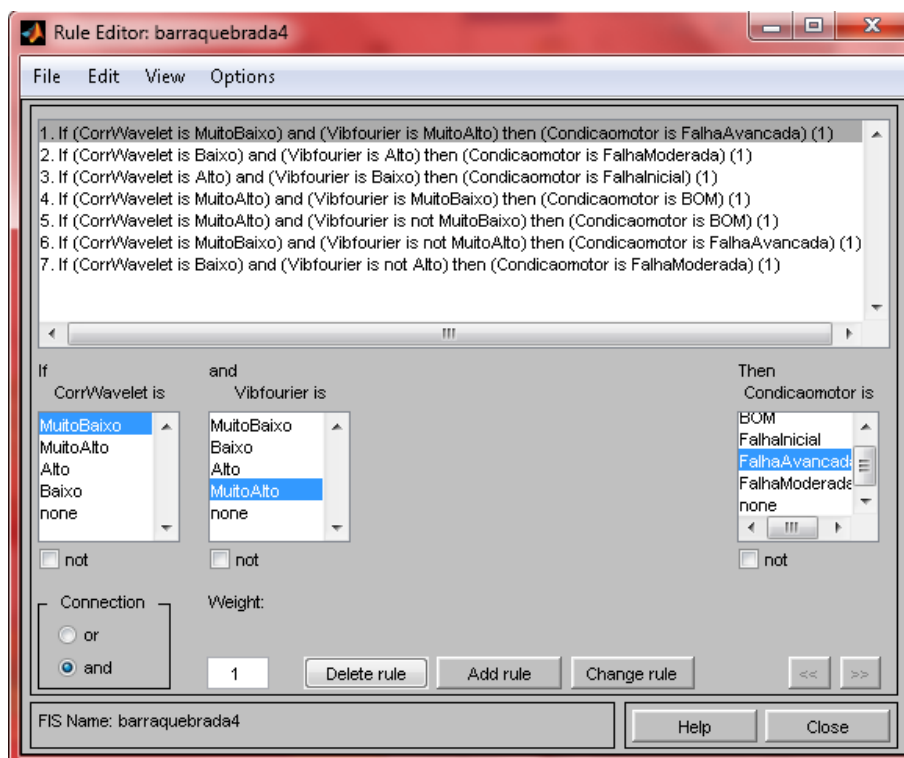 Rule Editor: barraquebrada4
File Edit View Options
1. If (CorrWavelet is MuitoBaixo) and (Vibfourier is MuitoAlto) then (Condicaomotor is FalhaAvancada) (1)
2. If (CorrWavelet is Baixo) and (Vibfourier is Alto) then (Condicaomotor is FalhaModerada) (1)
3. If (CorrWavelet is Alto) and (Vibfourier is Baixo) then (Condicaomotor is FalhaInicial) (1)
4. If (CorrWavelet is MuitoAlto) and (Vibfourier is MuitoBaixo) then (Condicaomotor is BOM) (1)
5. If (CorrWavelet is MuitoAlto) and (Vibfourier is not MuitoBaixo) then (Condicaomotor is BOM) (1)
6. If (CorrWavelet is MuitoBaixo) and (Vibfourier is not MuitoAlto) then (Condicaomotor is FalhaAvancada) (1)
7. If (CorrWavelet is Baixo) and (Vibfourier is not Alto) then (Condicaomotor is FalhaModerada) (1)
If
CorrWavelet is
MuitoBaixo
MuitoAlto
Alto
Baixo
none
not
and
Vibfourier is
MuitoBaixo
Baixo
Alto
MuitoAlto
none
not
Then
Condicaomotor is
BOM
FalhaInicial
FalhaAvancada
FalhaModerada
none
not
Connection
or
and
Weight:
1
Delete rule
Add rule
Change rule
<<
>>
FIS Name: barraquebrada4
Help
Close